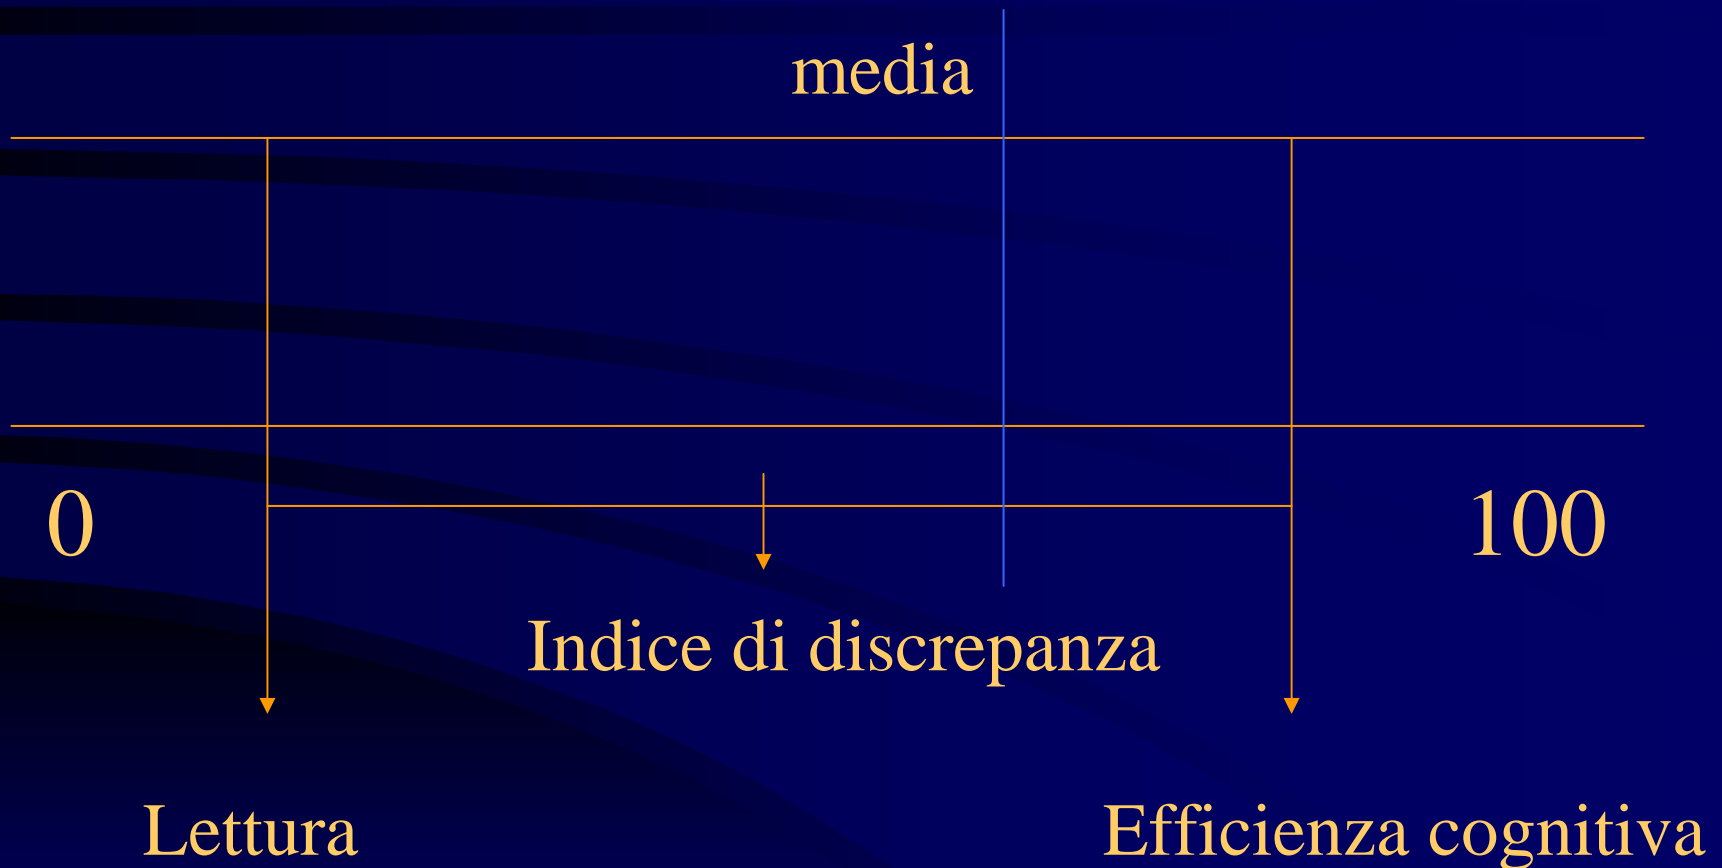 media
0
100
Indice di discrepanza
Lettura
Efficienza cognitiva